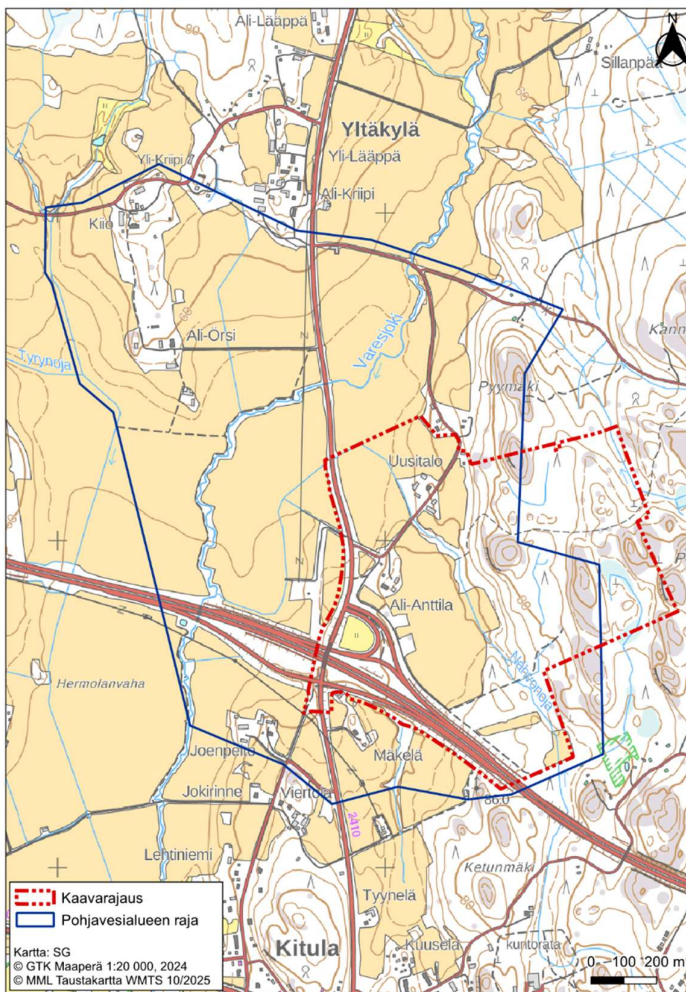 Ali-Lääppä
N
Sillanpää
80
Yltäkylä
Yli-Lääppä
Yli-Kriipi
Ali-Kriipi
Kiio
Varesjoki
Ali-Orsi
Tyrynoja
Pyymäki
Uusitalo
Ali-Anttila
Hermolanvaha
Joenpelto
Mäkelä
Jokirinne
Viertola
86.0
2410
Lehtiniemi
Ketunmäki
Tyynelä
Kaavarajaus
Pohjavesialueen raja
Kitula
Kuusela
kuntorata
Kartta: SG
© GTK Maaperä 1:20 000, 2024
© MML Taustakartta WMTS 10/2025
0 100 200 m